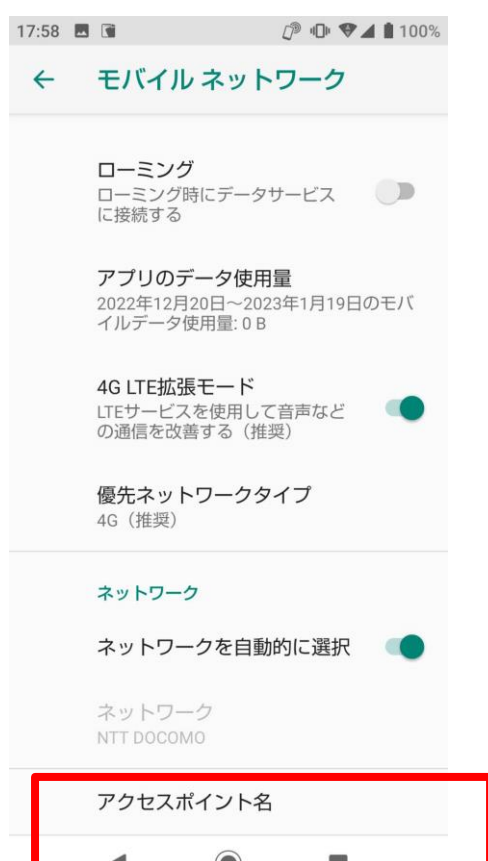 17:58
100%
モバイル ネットワーク
ローミング
ローミング時にデータサービス
に接続する
アプリのデータ使用量
2022年12月20日～2023年1月19日のモバ
イルデータ使用量: 0 B
4G LTE拡張モード
LTEサービスを使用して音声など
の通信を改善する（推奨）
優先ネットワークタイプ
4G（推奨）
ネットワーク
ネットワークを自動的に選択
ネットワーク
NTT DOCOMO
アクセスポイント名